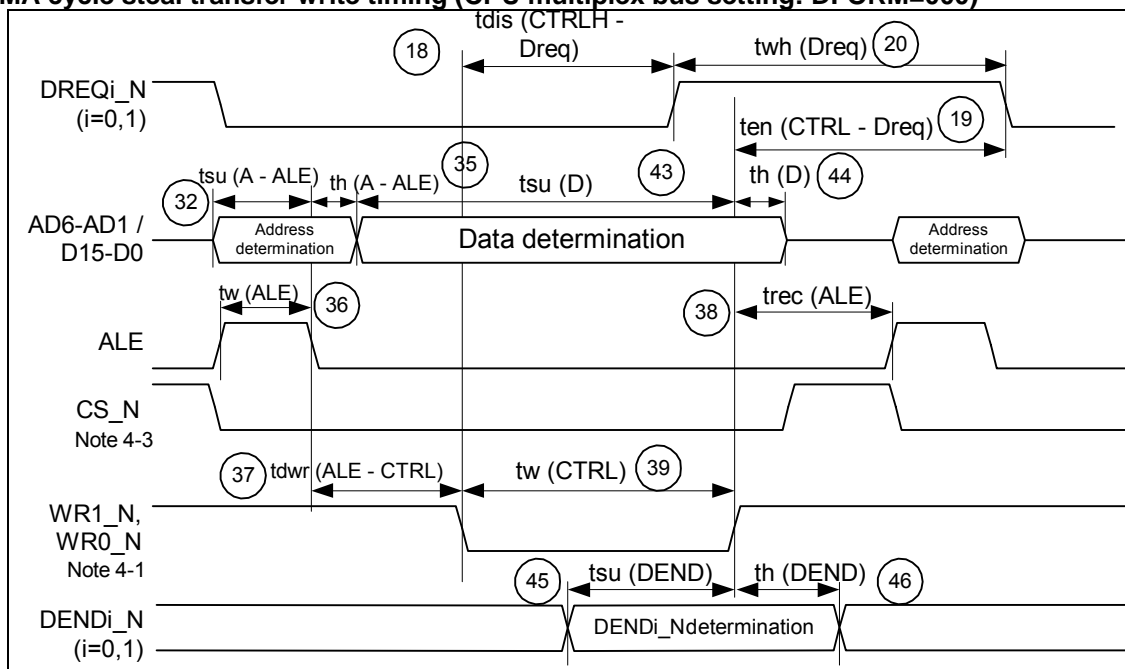 MA cycle steal transfer write timing (CPU multiplex bus setting: DFORM=000)
tdis (CTRLH -
Dreq)
18
twh (Dreq)
20
DREQi_N
(i=0,1)
ten (CTRL - Dreq)
19
35
43
tsu (A - ALE)
th (A - ALE)
tsu (D)
th (D)
44
32
AD6-AD1 /
D15-D0
Address
determination
Data determination
Address
determination
tw (ALE)
36
38
trec (ALE)
ALE
CS_N
Note 4-3
37
tdwr (ALE - CTRL)
tw (CTRL)
39
WR1_N,
WR0_N
Note 4-1
45
tsu (DEND)
th (DEND)
46
DENDi_N
(i=0,1)
DENDi_Ndetermination